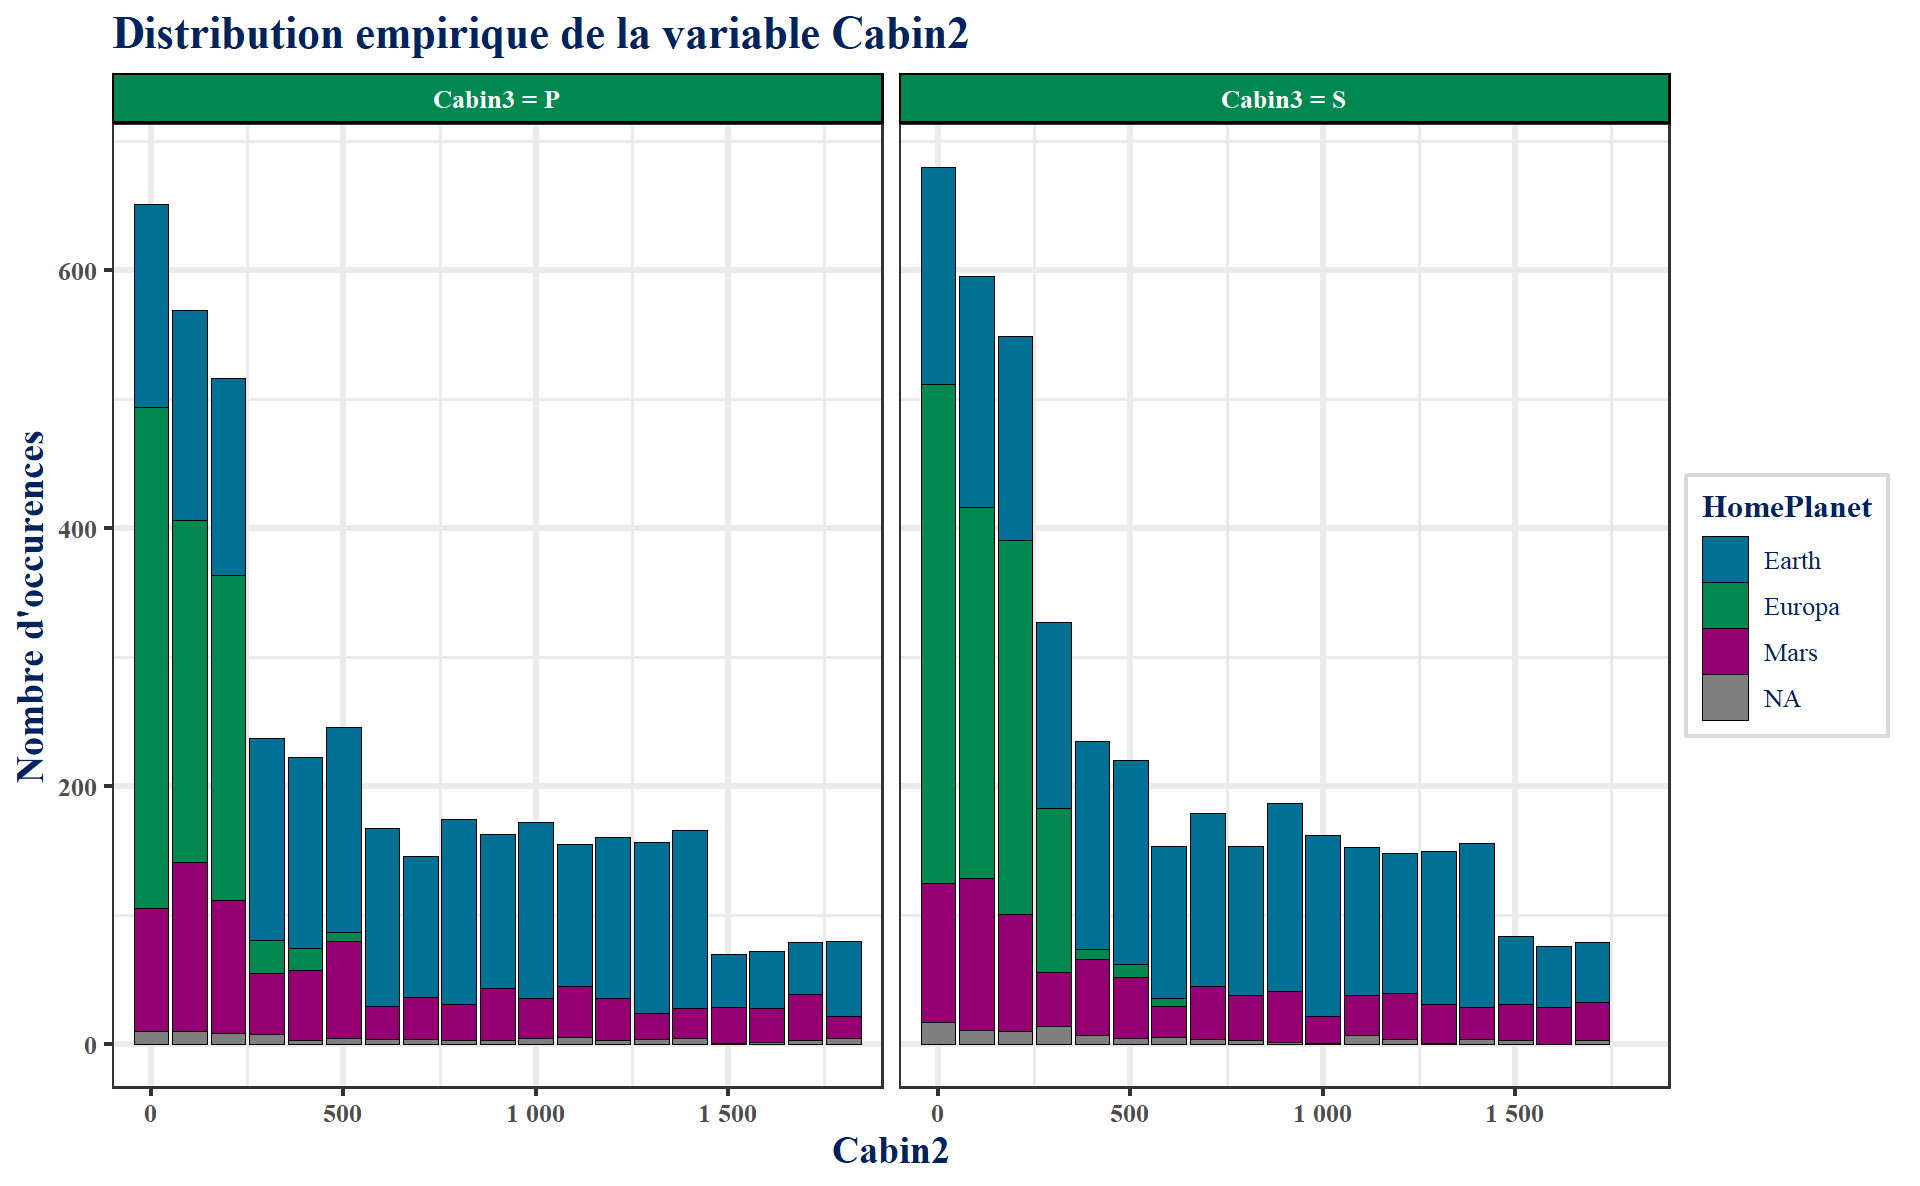 Distribution empirique de la variable Cabin2
Cabin3 = P
Cabin3 = S
Nombre d'occurences
600
400
200
0
0
500
1 000
1 500
0
500
1 000
1 500
Cabin2
HomePlanet
Earth
Europa
Mars
NA